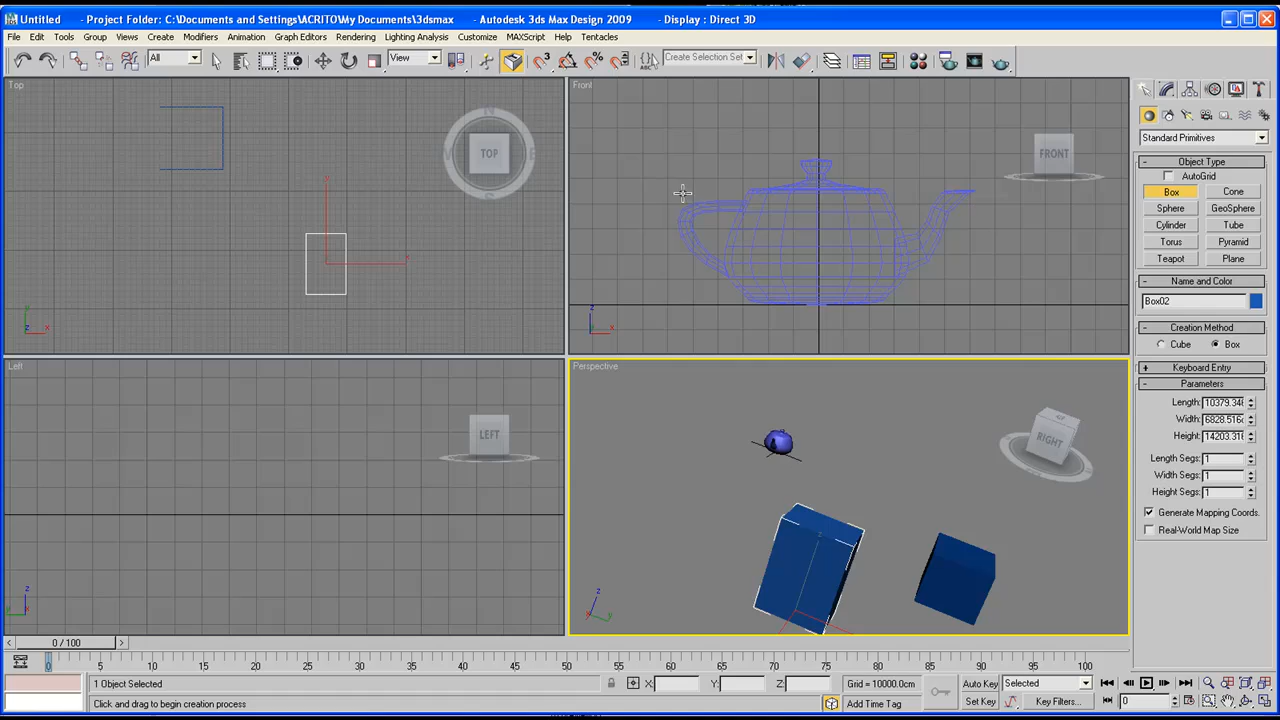 Untitled - Project Folder: C:\Documents and Settings\ACRITO\My Documents\3dsmax - Autodesk 3ds Max Design 2009 - Display : Direct 3D
File Edit Tools Group Views Create Modifiers Animation Graph Editors Rendering Lighting Analysis Customize MAXScript Help Tentacles
All View ABC Create Selection Set
Top Front
TOP FRONT
Standard Primitives
Object Type
AutoGrid
Box Cone
Sphere GeoSphere
Cylinder Tube
Torus Pyramid
Teapot Plane
Name and Color
Box02
Creation Method
Cube Box
Keyboard Entry
Parameters
Length: 10379.34
Width: 6828.516
Height: 14203.31
Length Segs: 1
Width Segs: 1
Height Segs: 1
Generate Mapping Coords.
Real-World Map Size
Left Perspective
LEFT RIGHT
0 / 100
0 5 10 15 20 25 30 35 40 45 50 55 60 65 70 75 80 85 90 95 100
1 Object Selected X: Y: Z: Grid = 10000.0cm Auto Key Selected
Click and drag to begin creation process Add Time Tag Set Key Key Filters... 0